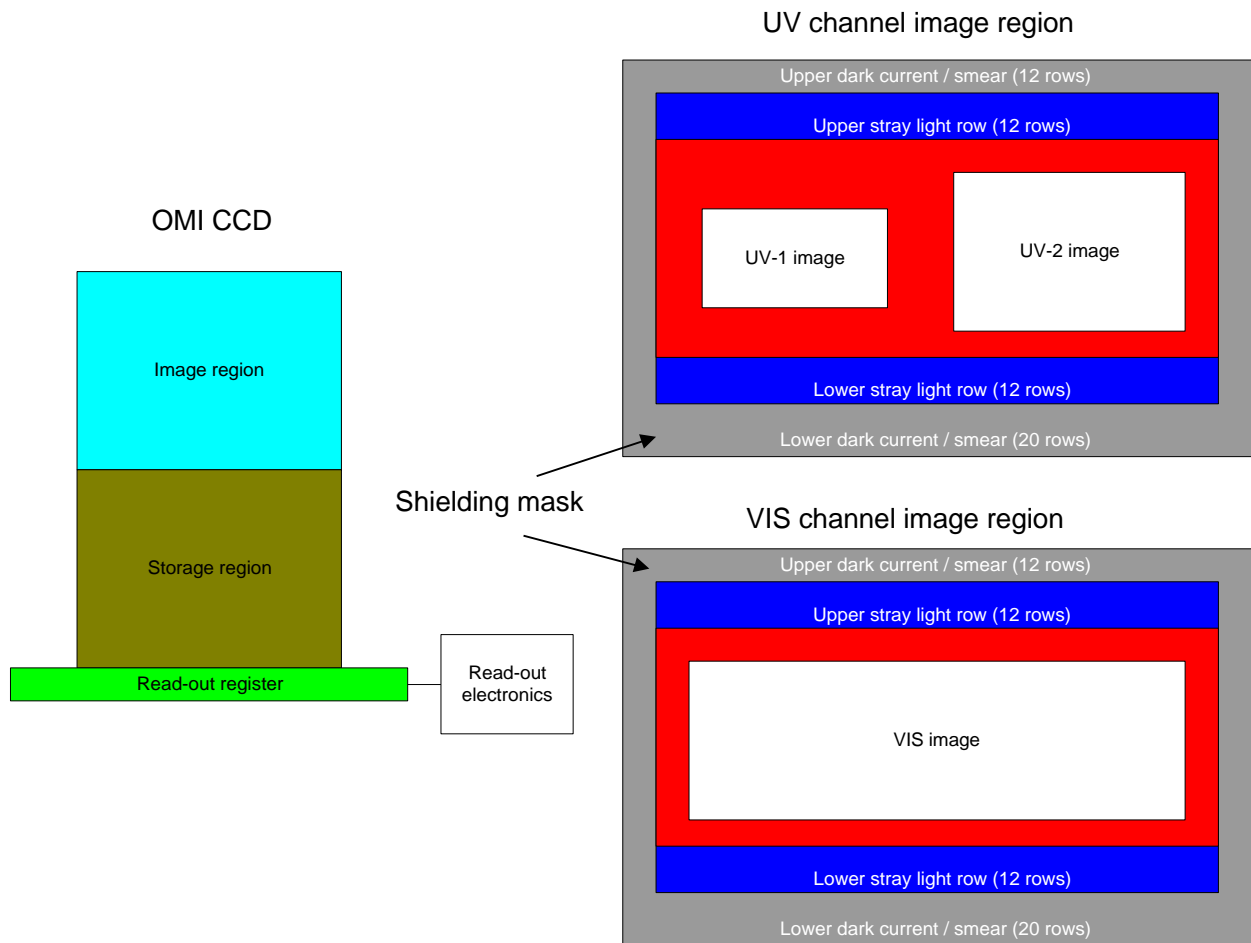 OMI CCD
Image region
Storage region
Read-out register
Read-out
electronics
Shielding mask
UV channel image region
Upper dark current / smear (12 rows)
Upper stray light row (12 rows)
UV-1 image
UV-2 image
Lower stray light row (12 rows)
Lower dark current / smear (20 rows)
VIS channel image region
Upper dark current / smear (12 rows)
Upper stray light row (12 rows)
VIS image
Lower stray light row (12 rows)
Lower dark current / smear (20 rows)